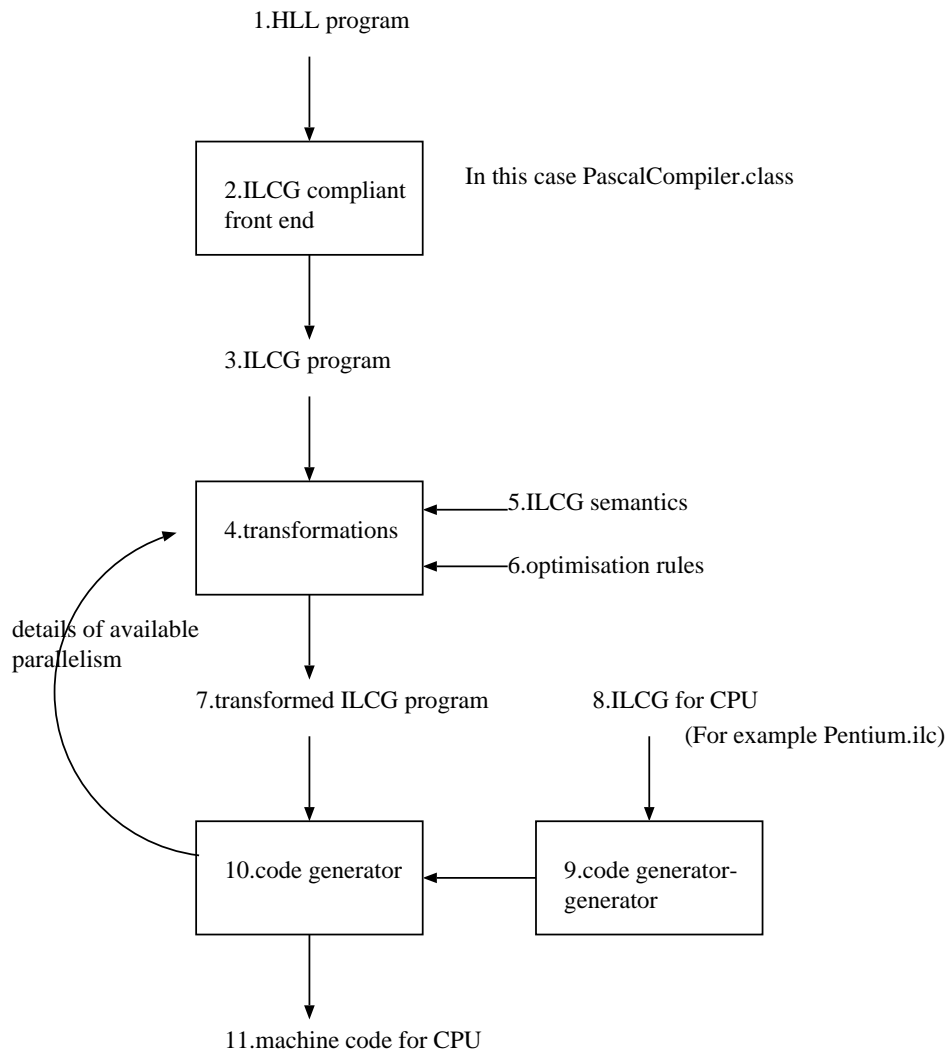 1.HLL program
2.ILCG compliant
front end
In this case PascalCompiler.class
3.ILCG program
4.transformations
5.ILCG semantics
6.optimisation rules
details of available
parallelism
7.transformed ILCG program
8.ILCG for CPU
(For example Pentium.ilc)
10.code generator
9.code generator-
generator
11.machine code for CPU